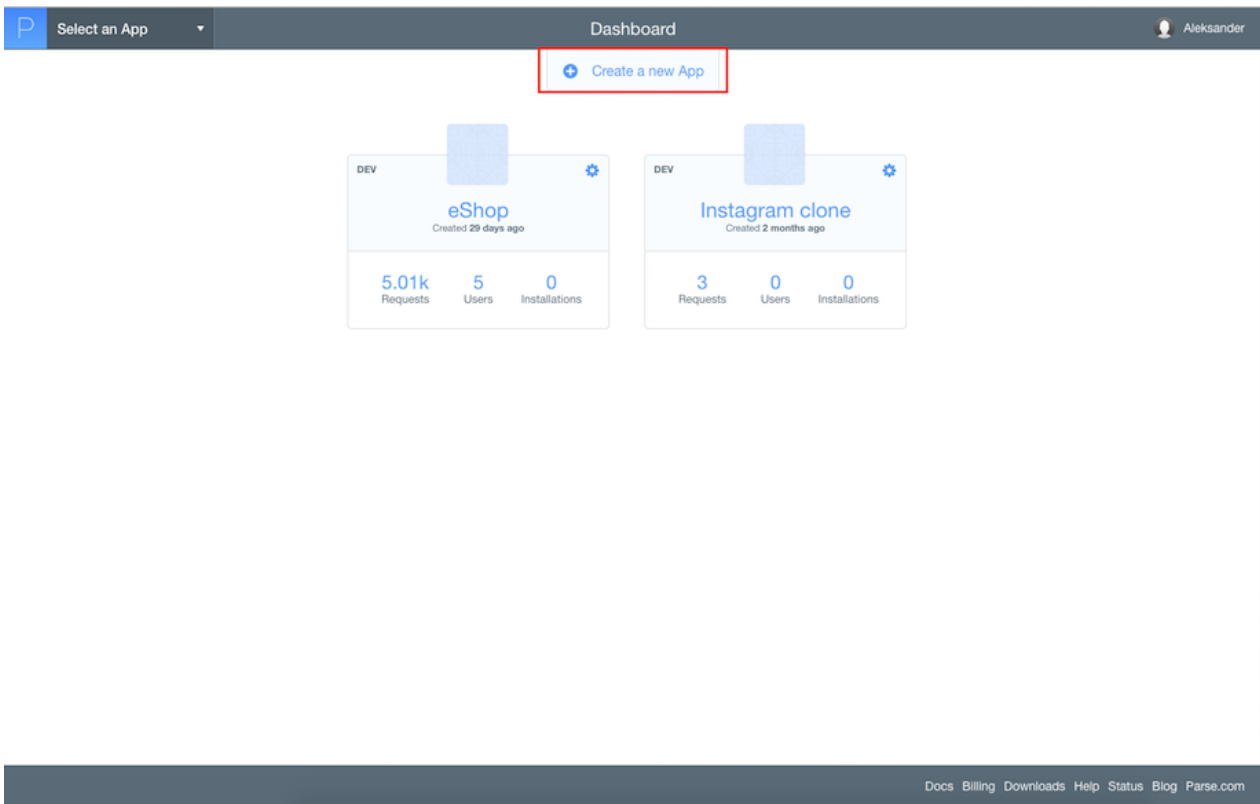 P Select an App Dashboard Aleksander
Create a new App
DEV DEV
eShop Instagram clone
Created 29 days ago Created 2 months ago
5.01k 5 0 3 0 0
Requests Users Installations Requests Users Installations
Docs Billing Downloads Help Status Blog Parse.com